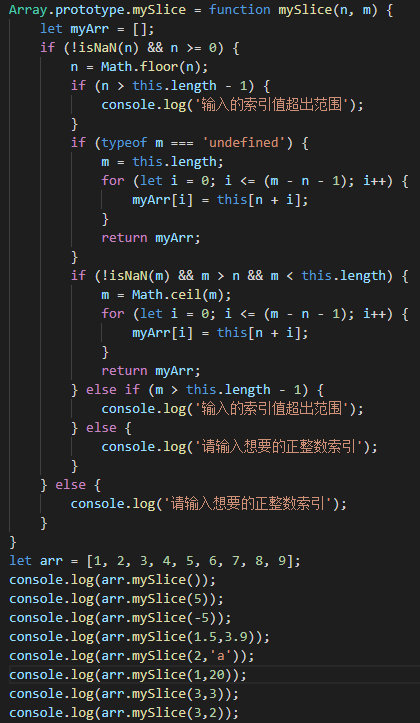 Array.prototype.mySlice = function mySlice(n, m) {
    let myArr = [];
    if (!isNaN(n) && n >= 0) {
        n = Math.floor(n);
        if (n > this.length - 1) {
            console.log('输入的索引值超出范围');
        }
        if (typeof m === 'undefined') {
            m = this.length;
            for (let i = 0; i <= (m - n - 1); i++) {
                myArr[i] = this[n + i];
            }
            return myArr;
        }
        if (!isNaN(m) && m > n && m < this.length) {
            m = Math.ceil(m);
            for (let i = 0; i <= (m - n - 1); i++) {
                myArr[i] = this[n + i];
            }
            return myArr;
        } else if (m > this.length - 1) {
            console.log('输入的索引值超出范围');
        } else {
            console.log('请输入想要的正整数索引');
        }
    } else {
        console.log('请输入想要的正整数索引');
    }
}
let arr = [1, 2, 3, 4, 5, 6, 7, 8, 9];
console.log(arr.mySlice());
console.log(arr.mySlice(5));
console.log(arr.mySlice(-5));
console.log(arr.mySlice(1.5,3.9));
console.log(arr.mySlice(2,'a'));
console.log(arr.mySlice(1,20));
console.log(arr.mySlice(3,3));
console.log(arr.mySlice(3,2));